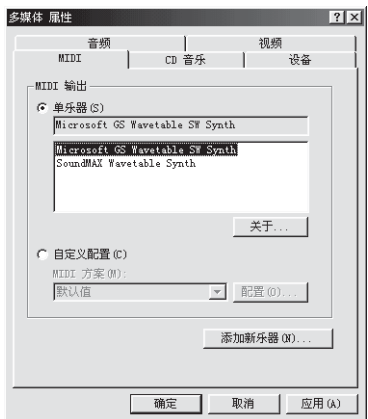 多媒体 属性
音频 视频
MIDI CD 音乐 设备
MIDI 输出
单乐器(S)
Microsoft GS Wavetable SW Synth
Microsoft GS Wavetable SW Synth
SoundMAX Wavetable Synth
关于...
自定义配置(C)
MIDI 方案(M):
默认值 配置(O)...
添加新乐器(N)...
确定 取消 应用(A)